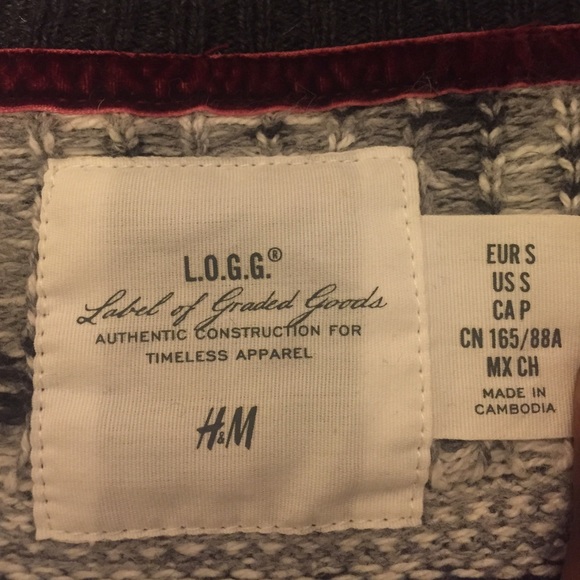 L.O.G.G.®
Label of Graded Goods
AUTHENTIC CONSTRUCTION FOR
TIMELESS APPAREL
H&M
EUR S
US S
CA P
CN 165/88A
MX CH
MADE IN
CAMBODIA